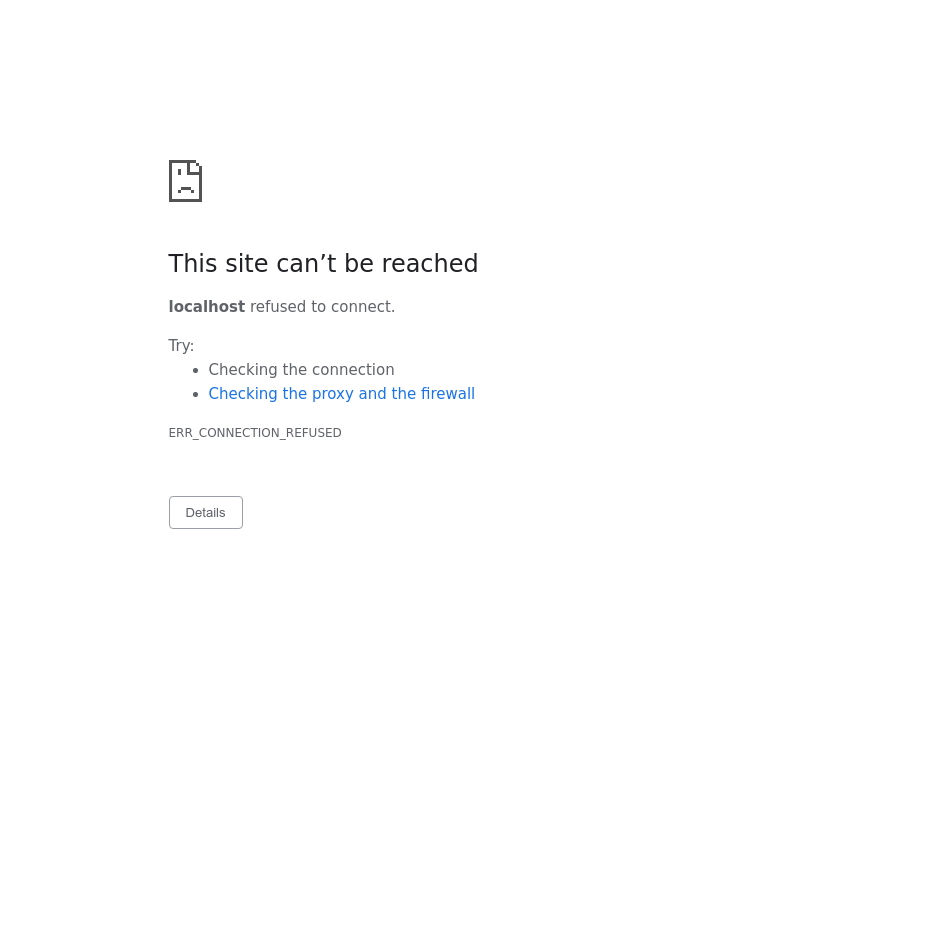 This site can’t be reached
localhost refused to connect.
Try:
Checking the connection
Checking the proxy and the firewall
ERR_CONNECTION_REFUSED
Details